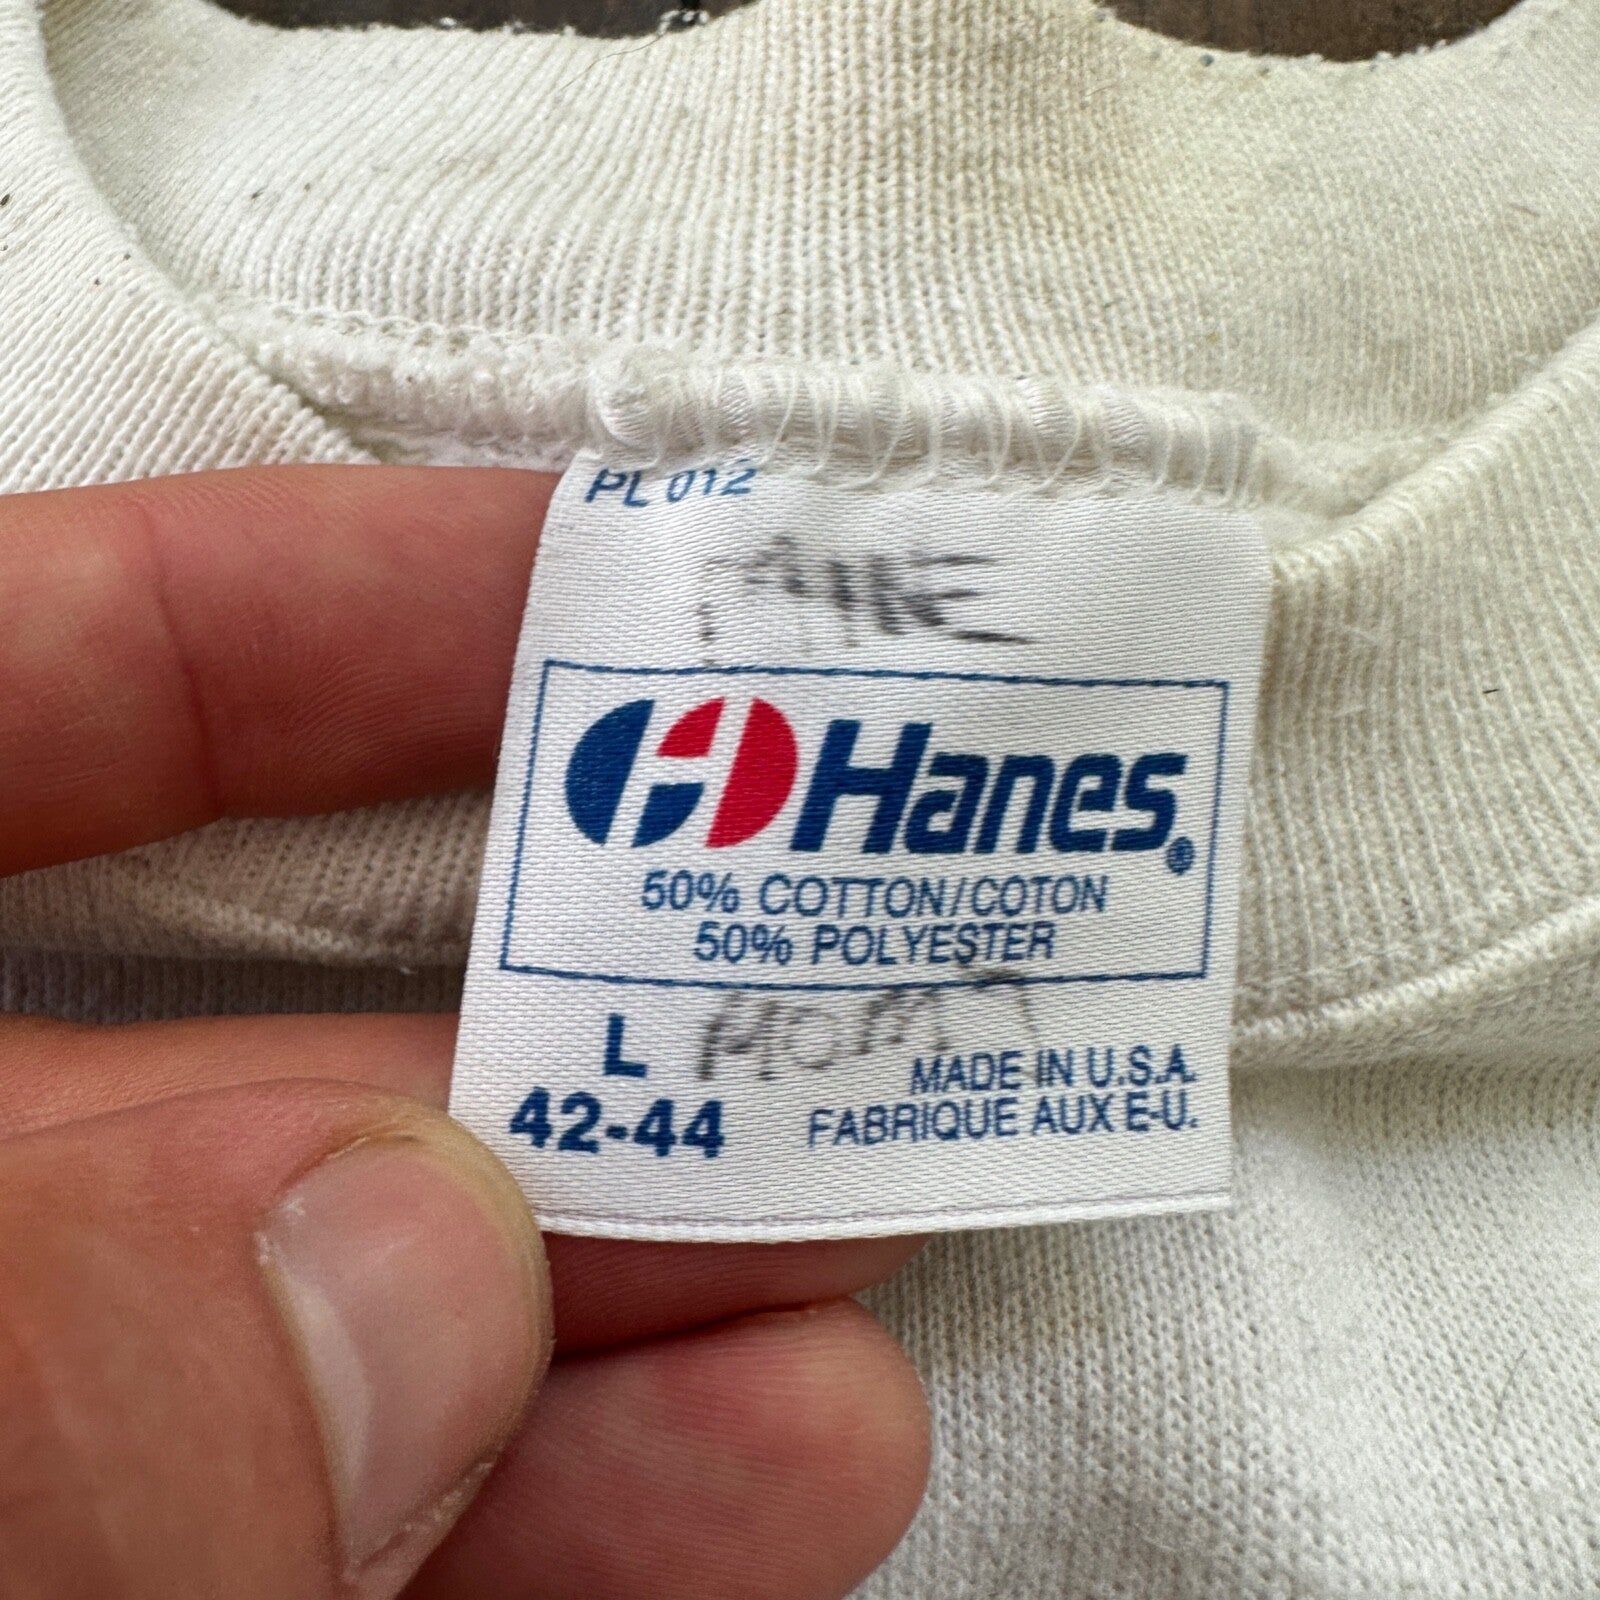 PL 012
Hanes®
50% COTTON/COTON
50% POLYESTER
L
42-44
MADE IN U.S.A.
FABRIQUE AUX E-U.